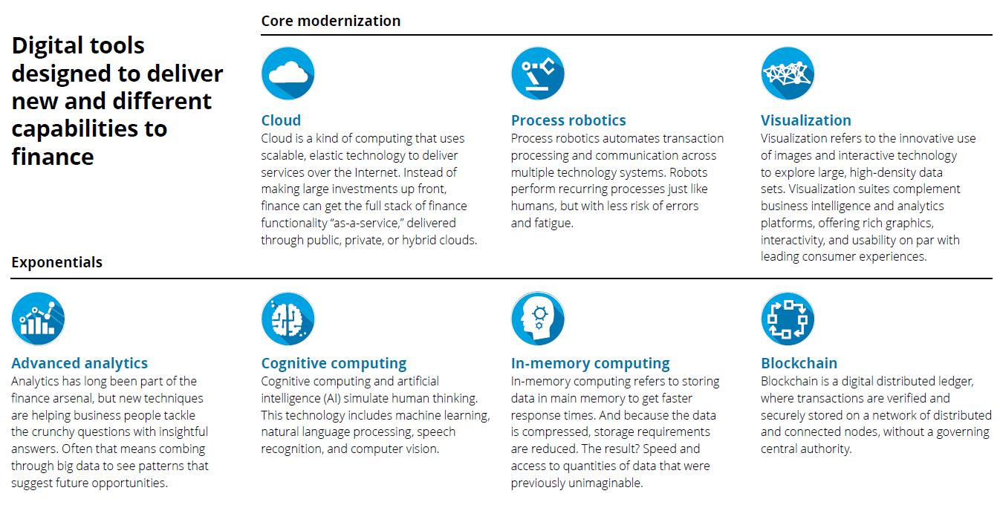 Digital tools
designed to deliver
new and different
capabilities to
finance
Core modernization
Cloud
Cloud is a kind of computing that uses
scalable, elastic technology to deliver
services over the Internet. Instead of
making large investments up front,
finance can get the full stack of finance
functionality “as-a-service,” delivered
through public, private, or hybrid clouds.
Process robotics
Process robotics automates transaction
processing and communication across
multiple technology systems. Robots
perform recurring processes just like
humans, but with less risk of errors
and fatigue.
Visualization
Visualization refers to the innovative use
of images and interactive technology
to explore large, high-density data
sets. Visualization suites complement
business intelligence and analytics
platforms, offering rich graphics,
interactivity, and usability on par with
leading consumer experiences.
Exponentials
Advanced analytics
Analytics has long been part of the
finance arsenal, but new techniques
are helping business people tackle
the crunchy questions with insightful
answers. Often that means combing
through big data to see patterns that
suggest future opportunities.
Cognitive computing
Cognitive computing and artificial
intelligence (AI) simulate human thinking.
This technology includes machine learning,
natural language processing, speech
recognition, and computer vision.
In-memory computing
In-memory computing refers to storing
data in main memory to get faster
response times. And because the data
is compressed, storage requirements
are reduced. The result? Speed and
access to quantities of data that were
previously unimaginable.
Blockchain
Blockchain is a digital distributed ledger,
where transactions are verified and
securely stored on a network of distributed
and connected nodes, without a governing
central authority.